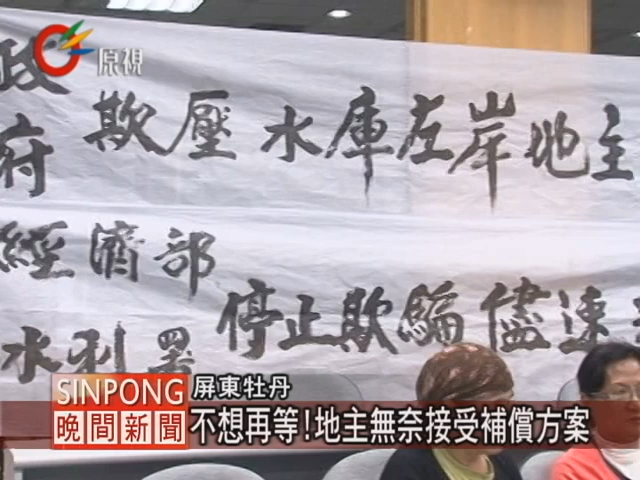 原視
政府 欺壓 水庫左岸地主
經濟部
水利署 停止欺騙 儘速
SINPONG
晚間新聞
屏東牡丹
不想再等!地主無奈接受補償方案